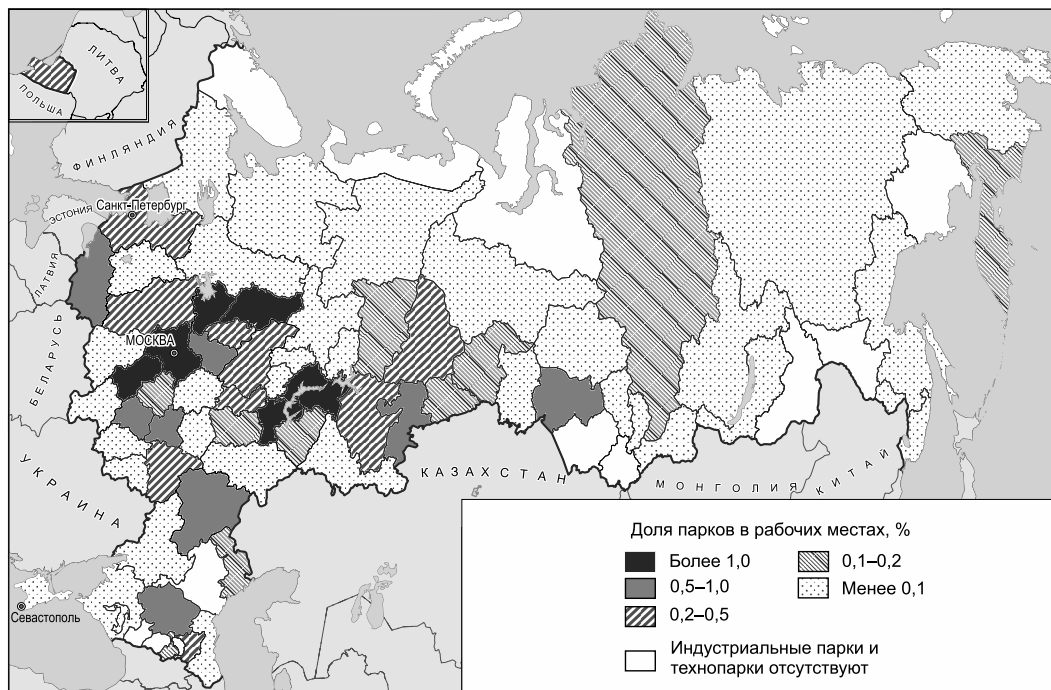 ЛИТВА
ПОЛЬША
ФИНЛЯНДИЯ
Санкт-Петербург
ЭСТОНИЯ
ЛАТВИЯ
МОСКВА
БЕЛАРУСЬ
УКРАИНА
КАЗАХСТАН
МОНГОЛИЯ
КИТАЙ
Севастополь
Доля парков в рабочих местах, %
Более 1,0
0,1–0,2
0,5–1,0
Менее 0,1
0,2–0,5
Индустриальные парки и
технопарки отсутствуют